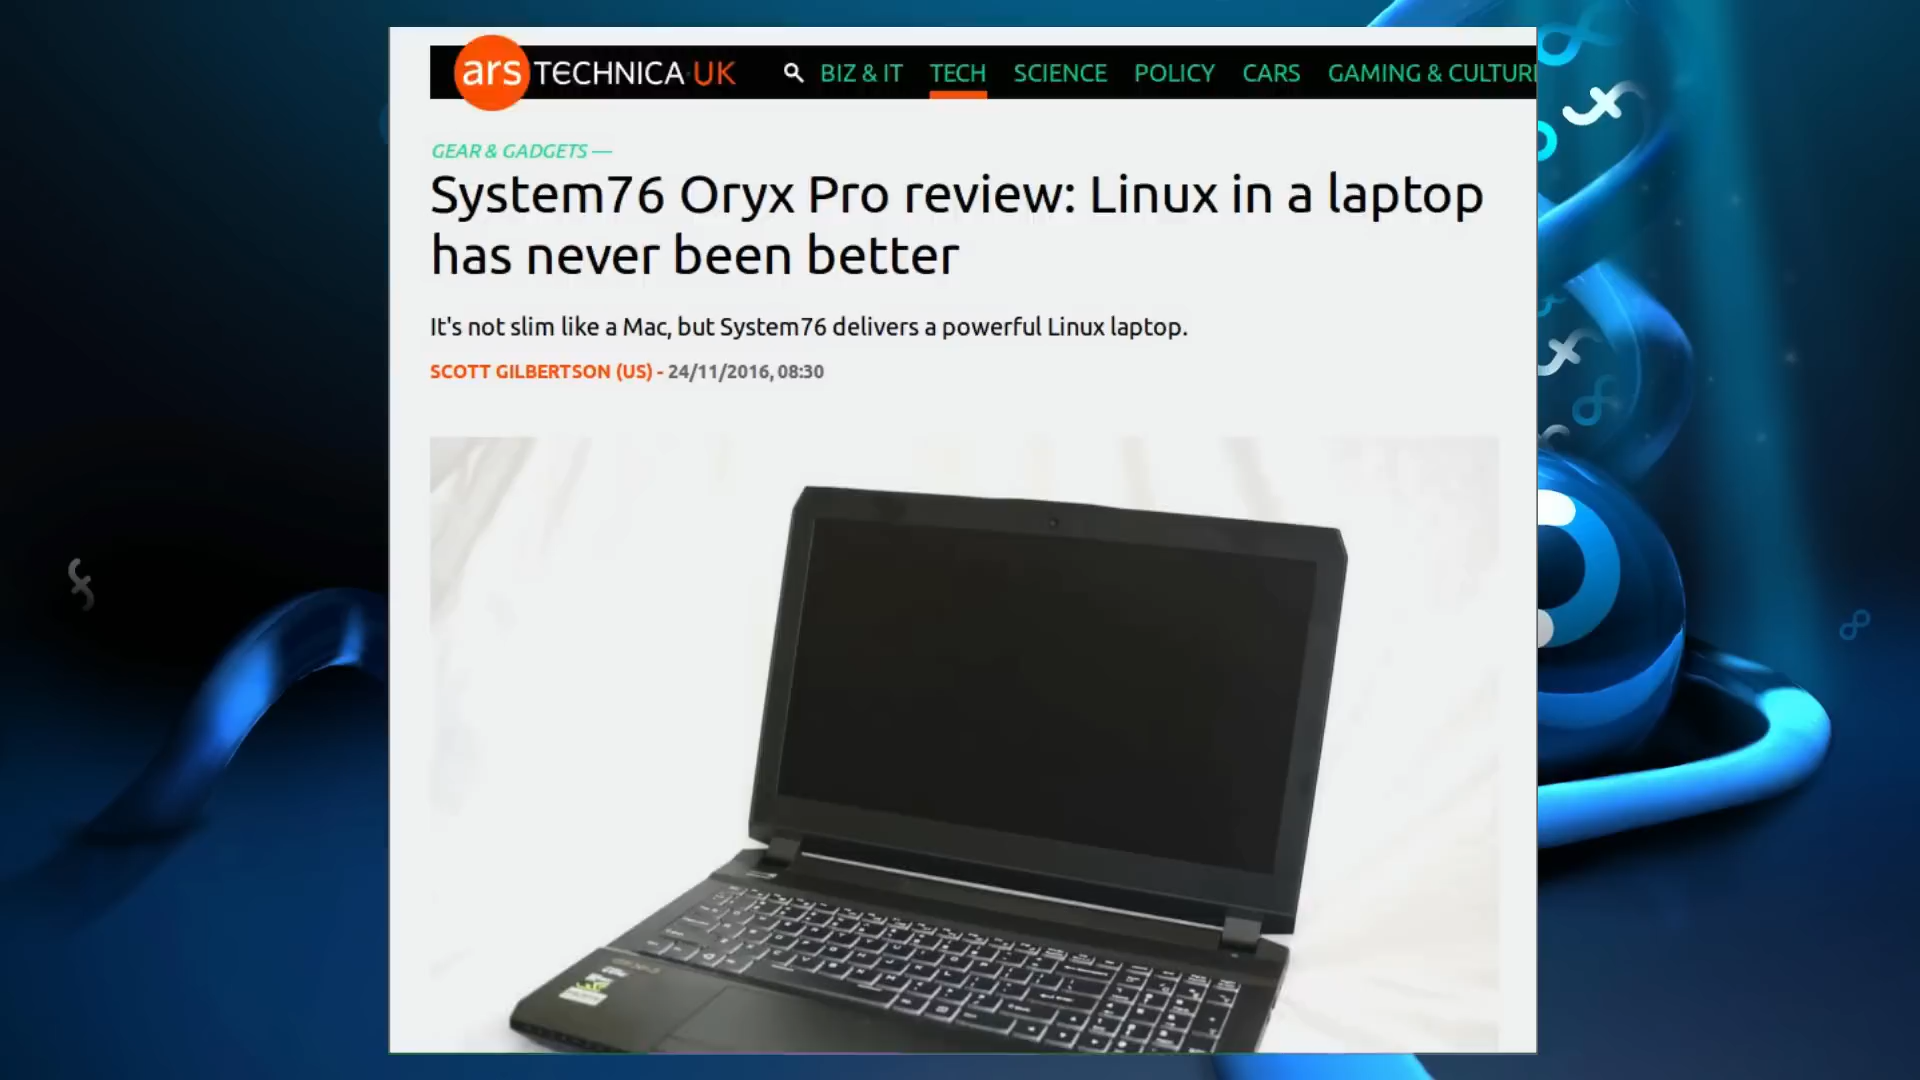 ars TECHNICA UK BIZ & IT TECH SCIENCE POLICY CARS GAMING & CULTUR
GEAR & GADGETS —
System76 Oryx Pro review: Linux in a laptop
has never been better
It's not slim like a Mac, but System76 delivers a powerful Linux laptop.
SCOTT GILBERTSON (US) - 24/11/2016, 08:30